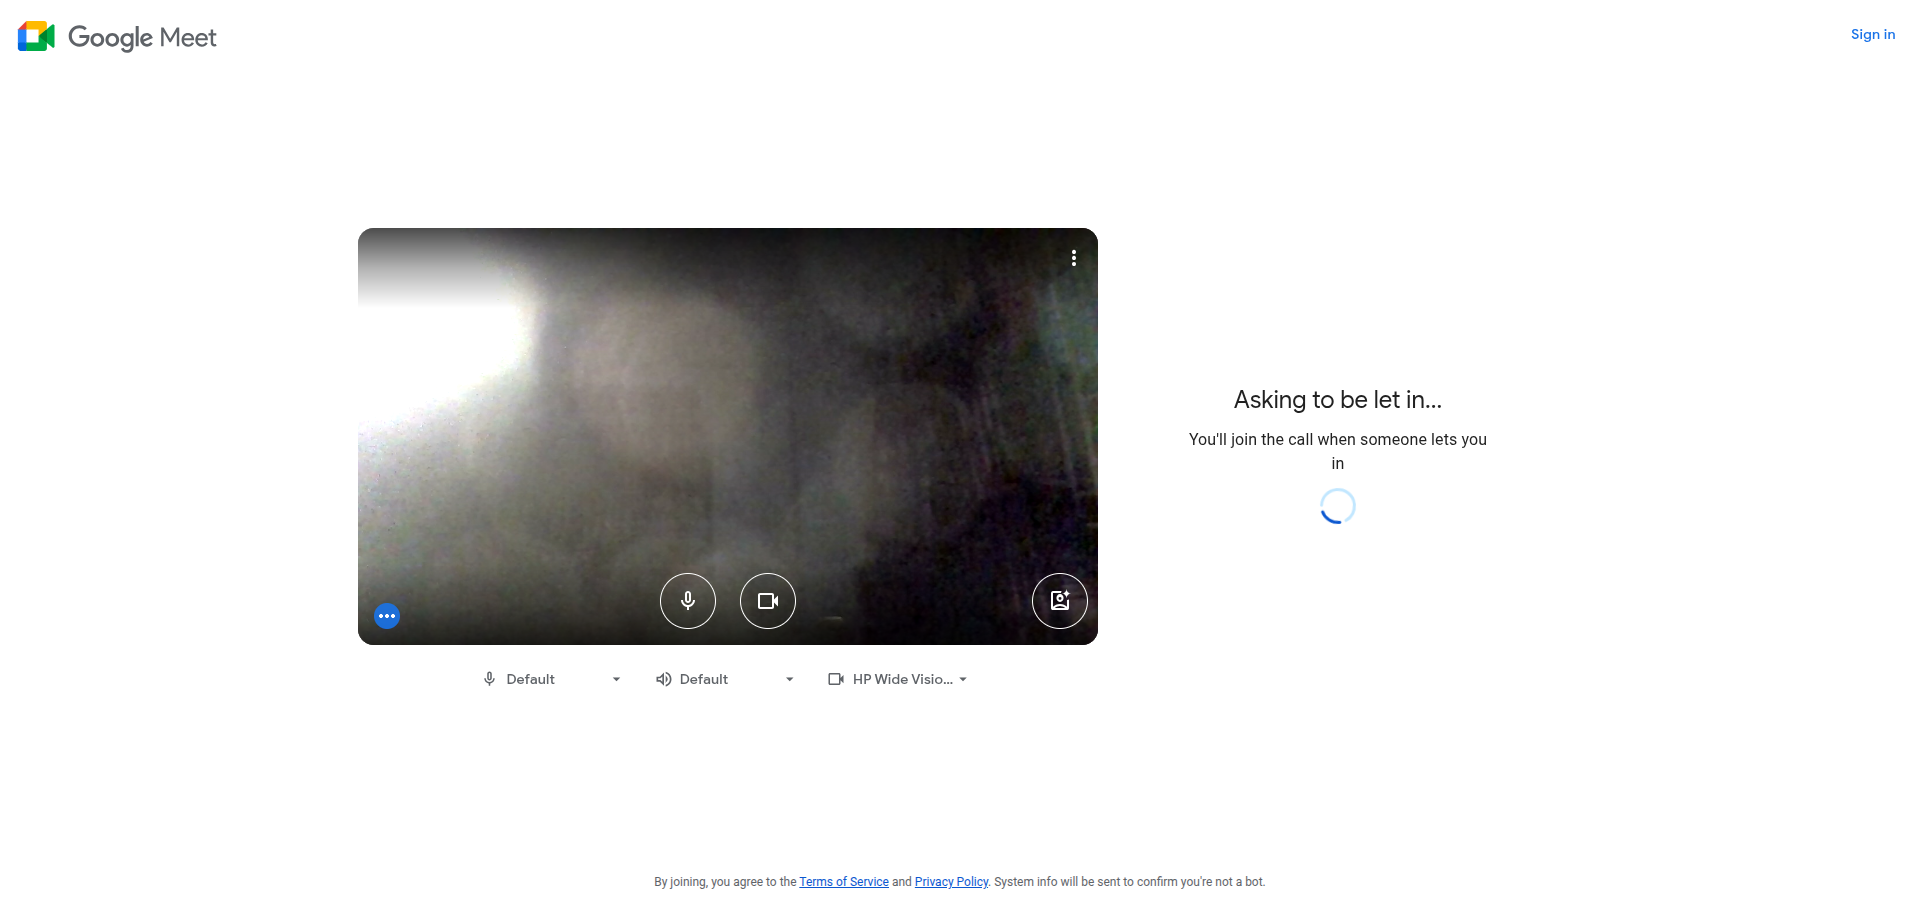 Google Meet
Sign in
Asking to be let in...
You'll join the call when someone lets you
in
Default
Default
HP Wide Visio...
By joining, you agree to the Terms of Service and Privacy Policy. System info will be sent to confirm you're not a bot.